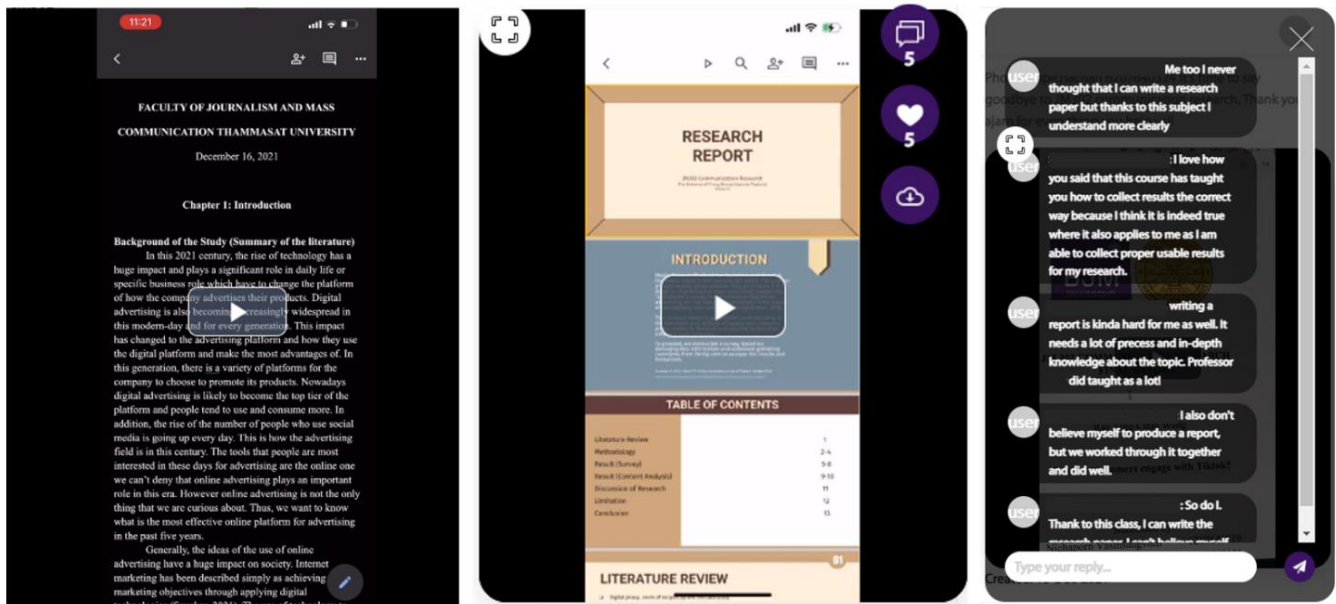 11:21
FACULTY OF JOURNALISM AND MASS
COMMUNICATION THAMMASAT UNIVERSITY
December 16, 2021
Chapter 1: Introduction
Background of the Study (Summary of the literature)
In this 2021 century, the rise of technology has a
huge impact and plays a significant role in daily life or
specific business role which have to change the platform
of how the company advertises their products. Digital
advertising is also becoming increasingly widespread in
this modern-day and for every generation. This impact
has changed to the advertising platform and how they use
the digital platform and make the most advantages of. In
this generation, there is a variety of platforms for the
company to choose to promote its products. Nowadays
digital advertising is likely to become the top tier of the
platform and people tend to use and consume more. In
addition, the rise of the number of people who use social
media is going up every day. This is how the advertising
field is in this century. The tools that people are most
interested in these days for advertising are the online one
we can't deny that online advertising plays an important
role in this era. However online advertising is not the only
thing that we are curious about. Thus, we want to know
what is the most effective online platform for advertising
in the past five years.
Generally, the ideas of the use of online
advertising have a huge impact on society. Internet
marketing has been described simply as achieving
marketing objectives through applying digital
RESEARCH
REPORT
INTRODUCTION
TABLE OF CONTENTS
Literature Review 1
Methodology 2-4
Result (Survey) 5-8
Result (Content Analysis) 9-10
Discussion of Research 11
Limitation 12
Conclusion 13
01
LITERATURE REVIEW
5
5
user
Me too I never
thought that I can write a research
paper but thanks to this subject I
understand more clearly
user
: I love how
you said that this course has taught
you how to collect results the correct
way because I think it is indeed true
where it also applies to me as I am
able to collect proper usable results
for my research.
user
writing a
report is kinda hard for me as well. It
needs a lot of precess and in-depth
knowledge about the topic. Professor
did taught as a lot!
user
I also don't
believe myself to produce a report,
but we worked through it together
and did well.
user
: So do I.
Thank to this class, I can write the
research paper. I can't believe myself
Type your reply...